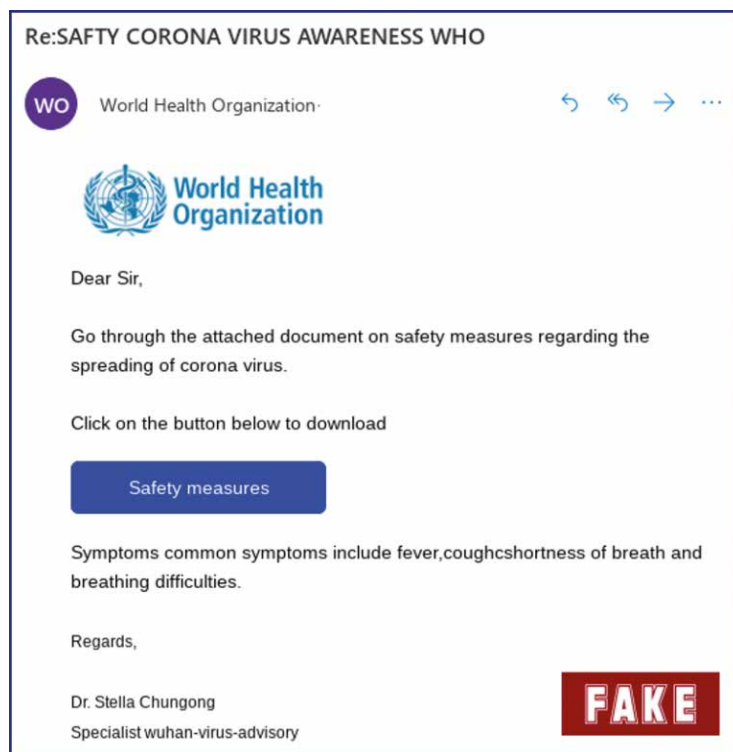 Re:SAFTY CORONA VIRUS AWARENESS WHO
WO
World Health Organization·
World Health
Organization
Dear Sir,
Go through the attached document on safety measures regarding the
spreading of corona virus.
Click on the button below to download
Safety measures
Symptoms common symptoms include fever,coughcshortness of breath and
breathing difficulties.
Regards,
Dr. Stella Chungong
Specialist wuhan-virus-advisory
FAKE